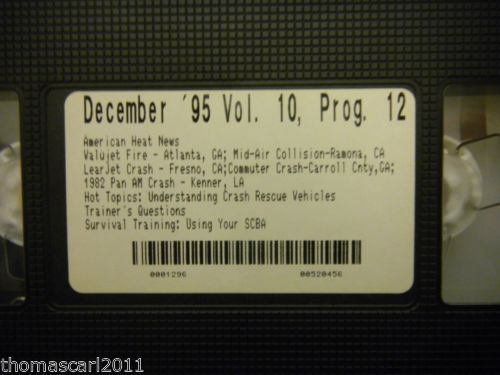 December '95 Vol. 10, Prog. 12
American Heat News
Valujet Fire - Atlanta, GA; Mid-Air Collision-Ramona, CA
LearJet Crash - Fresno, CA;Commuter Crash-Carroll Cnty,GA;
1982 Pan AM Crash - Kenner, LA
Hot Topics: Understanding Crash Rescue Vehicles
Trainer's Questions
Survival Training: Using Your SCBA
0001296 00520456
thomascarl2011